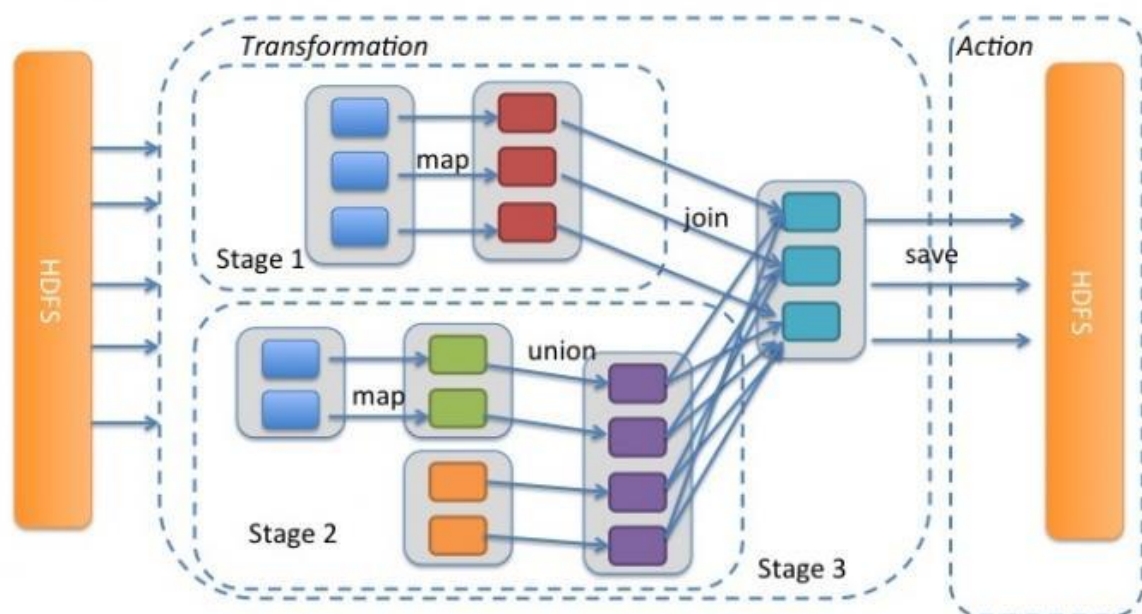 Transformation
Action
map
Stage 1
join
save
HDFS
HDFS
union
map
Stage 2
Stage 3